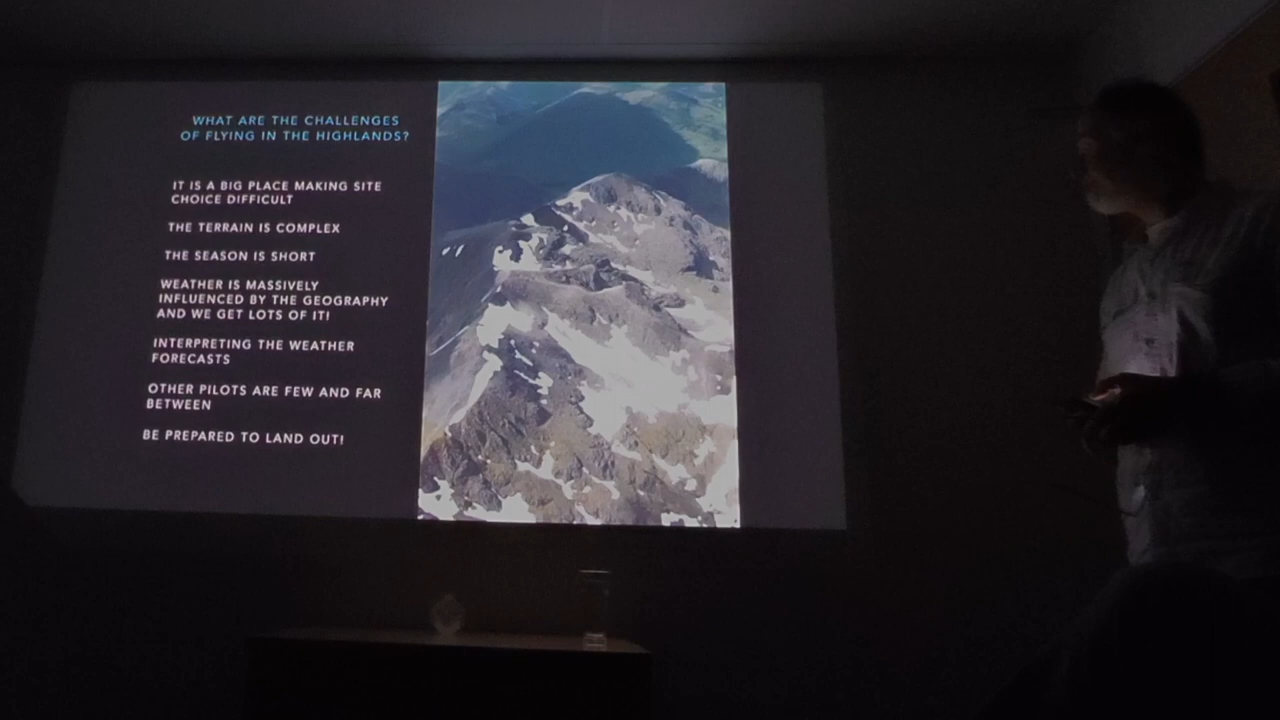 WHAT ARE THE CHALLENGES
OF FLYING IN THE HIGHLANDS?
IT IS A BIG PLACE MAKING SITE
CHOICE DIFFICULT
THE TERRAIN IS COMPLEX
THE SEASON IS SHORT
WEATHER IS MASSIVELY
INFLUENCED BY THE GEOGRAPHY
AND WE GET LOTS OF IT!
INTERPRETING THE WEATHER
FORECASTS
OTHER PILOTS ARE FEW AND FAR
BETWEEN
BE PREPARED TO LAND OUT!